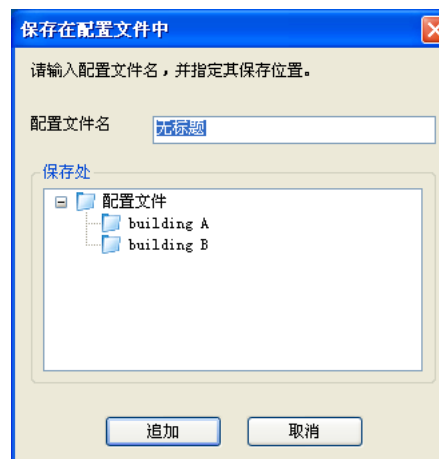 保存在配置文件中
请输入配置文件名，并指定其保存位置。
配置文件名 无标题
保存处
配置文件
building A
building B
追加 取消